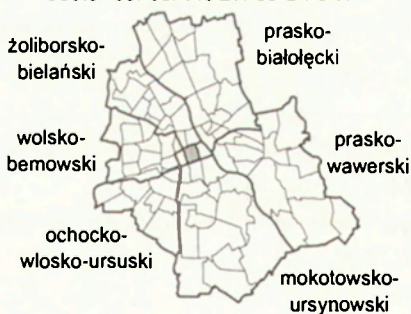 żoliborsko-
bielański
prasko-
białołęcki
wolsko-
bemowski
prasko-
wawerski
ochocko-
wlosko-ursuski
mokotowsko-
ursynowski